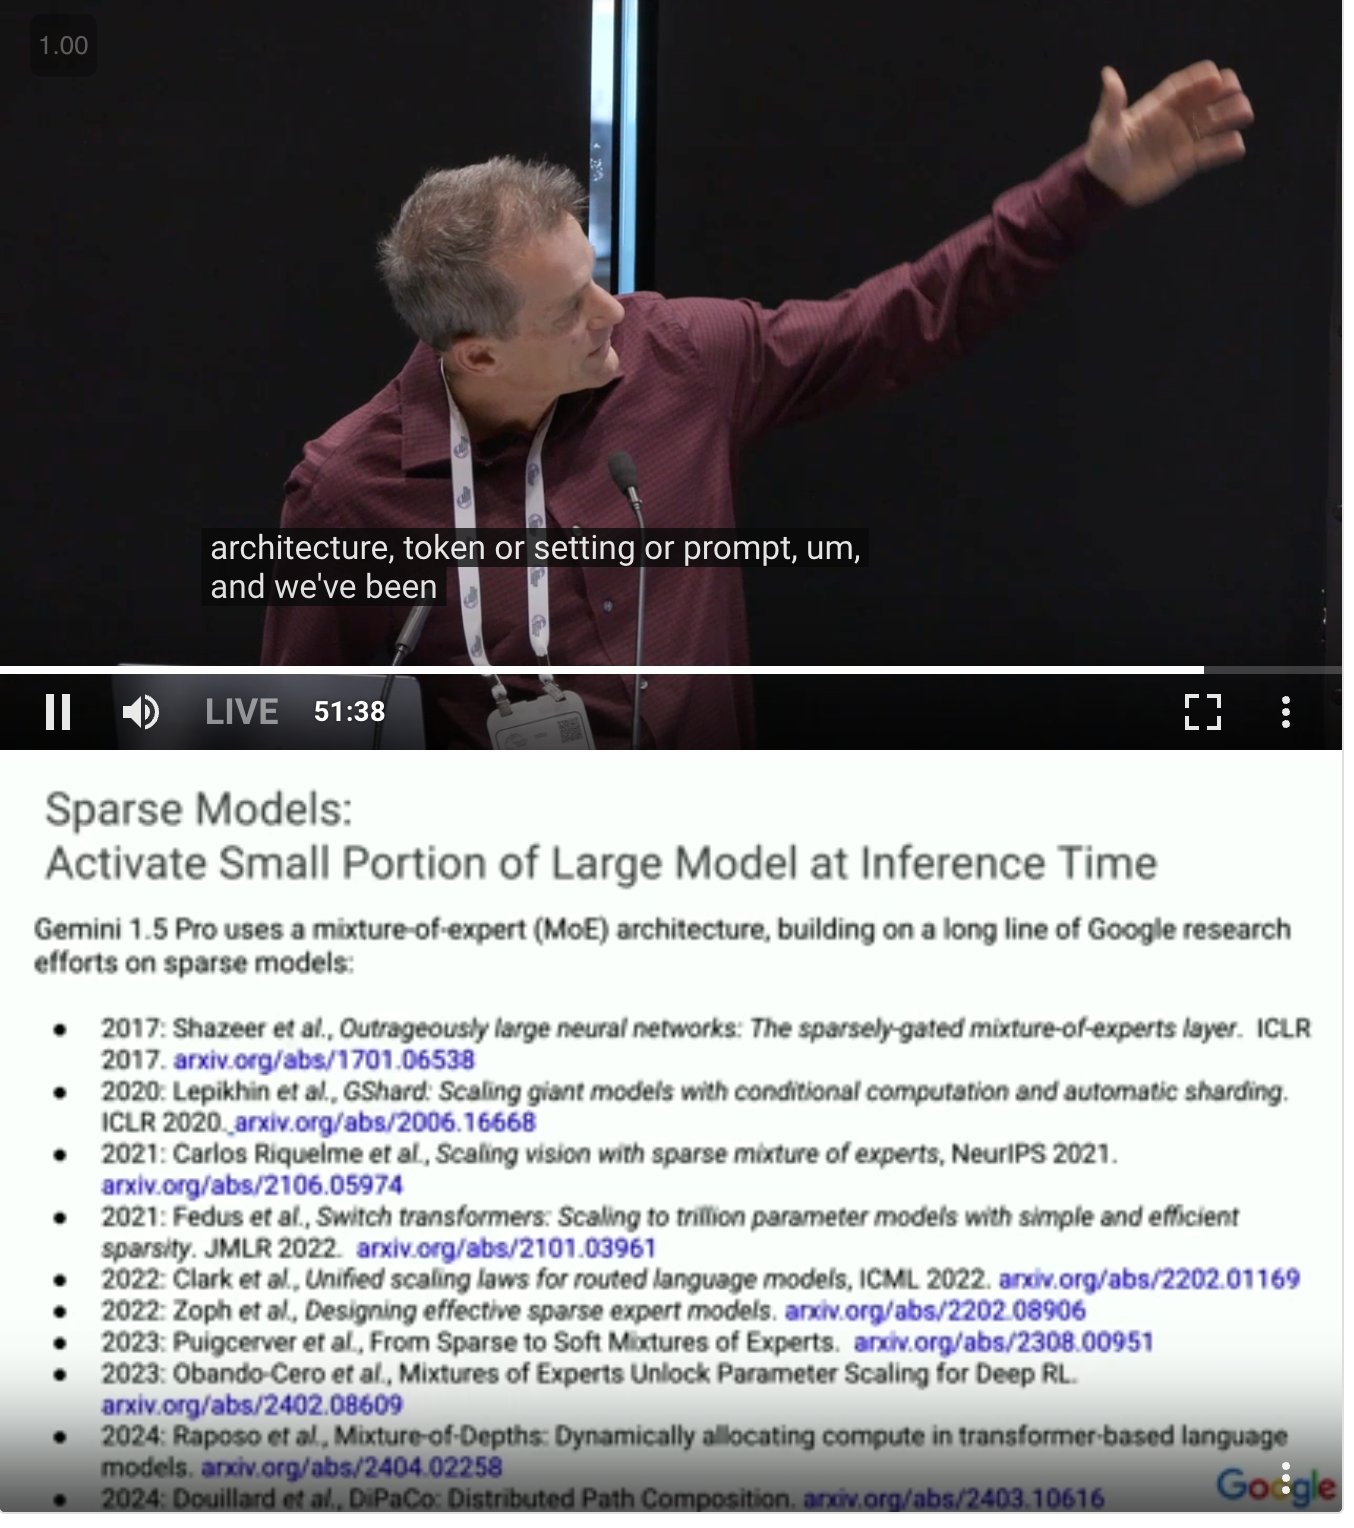 1.00
architecture, token or setting or prompt, um,
and we've been
LIVE 51:38
Sparse Models:
Activate Small Portion of Large Model at Inference Time
Gemini 1.5 Pro uses a mixture-of-expert (MoE) architecture, building on a long line of Google research
efforts on sparse models:
● 2017: Shazeer et al., Outrageously large neural networks: The sparsely-gated mixture-of-experts layer. ICLR
2017. arxiv.org/abs/1701.06538
● 2020: Lepikhin et al., GShard: Scaling giant models with conditional computation and automatic sharding.
ICLR 2020. arxiv.org/abs/2006.16668
● 2021: Carlos Riquelme et al., Scaling vision with sparse mixture of experts, NeurIPS 2021.
arxiv.org/abs/2106.05974
● 2021: Fedus et al., Switch transformers: Scaling to trillion parameter models with simple and efficient
sparsity. JMLR 2022. arxiv.org/abs/2101.03961
● 2022: Clark et al., Unified scaling laws for routed language models, ICML 2022. arxiv.org/abs/2202.01169
● 2022: Zoph et al., Designing effective sparse expert models. arxiv.org/abs/2202.08906
● 2023: Puigcerver et al., From Sparse to Soft Mixtures of Experts. arxiv.org/abs/2308.00951
● 2023: Obando-Cero et al., Mixtures of Experts Unlock Parameter Scaling for Deep RL.
arxiv.org/abs/2402.08609
● 2024: Raposo et al., Mixture-of-Depths: Dynamically allocating compute in transformer-based language
models. arxiv.org/abs/2404.02258
● 2024: Douillard et al., DiPaCo: Distributed Path Composition. arxiv.org/abs/2403.10616
Google